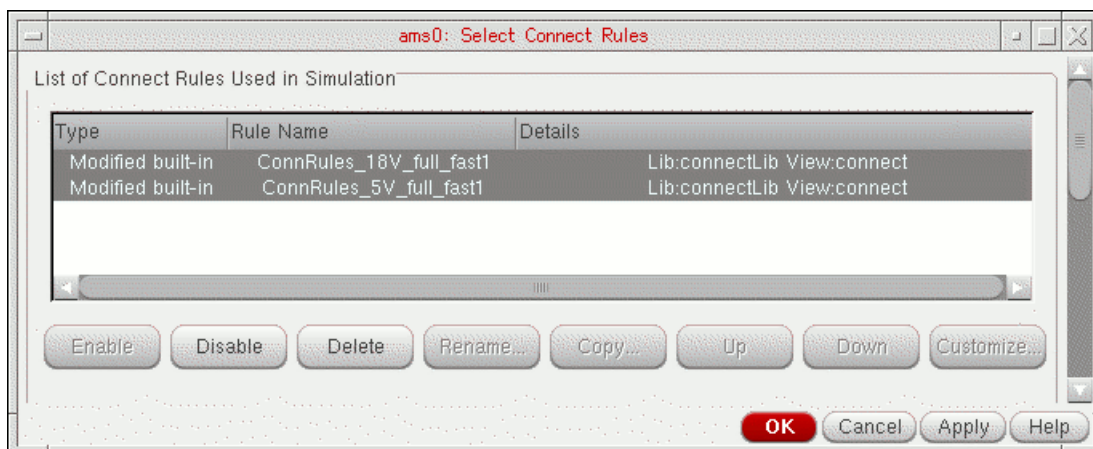 ams0: Select Connect Rules
List of Connect Rules Used in Simulation
Type Rule Name Details
Modified built-in ConnRules_18V_full_fast1 Lib:connectLib View:connect
Modified built-in ConnRules_5V_full_fast1 Lib:connectLib View:connect
Enable Disable Delete Rename... Copy... Up Down Customize...
OK Cancel Apply Help